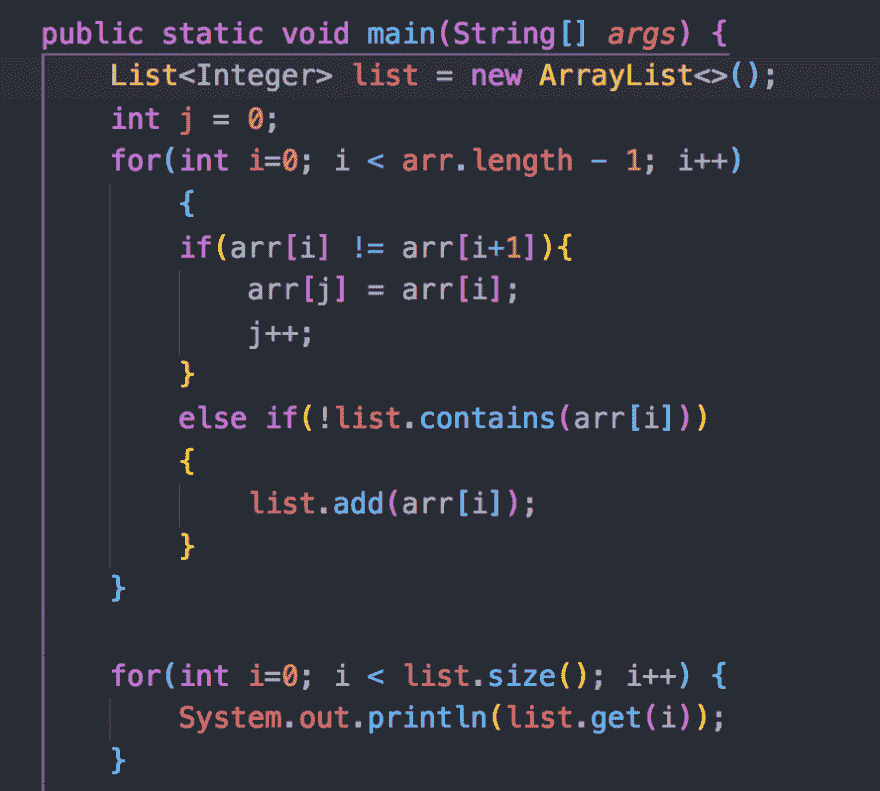 public static void main(String[] args) {
List<Integer> list = new ArrayList<>();
int j = 0;
for(int i=0; i < arr.length - 1; i++)
{
if(arr[i] != arr[i+1]){
arr[j] = arr[i];
j++;
}
else if(!list.contains(arr[i]))
{
list.add(arr[i]);
}
}
for(int i=0; i < list.size(); i++) {
System.out.println(list.get(i));
}